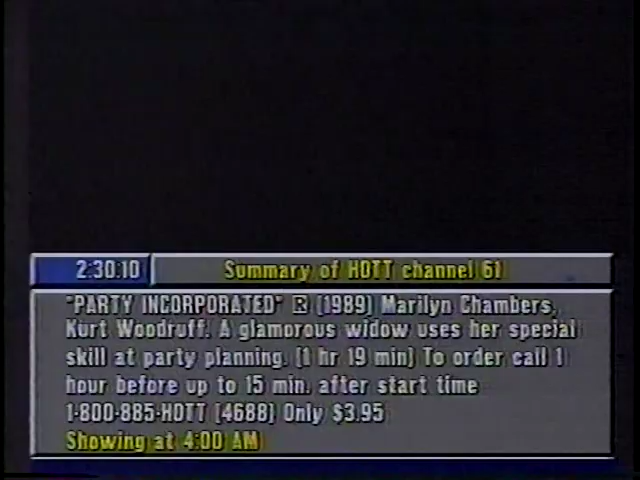 2:30:10
Summary of HOTT channel 61
"PARTY INCORPORATED" R (1989) Marilyn Chambers,
Kurt Woodruff. A glamorous widow uses her special
skill at party planning. (1 hr 19 min) To order call 1
hour before up to 15 min. after start time
1-800-885-HOTT (4688) Only $3.95
Showing at 4:00 AM